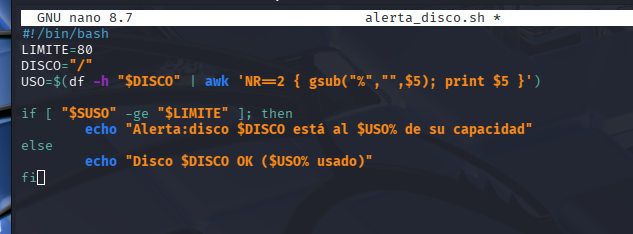 GNU nano 8.7 alerta_disco.sh *
#!/bin/bash
LIMITE=80
DISCO="/"
USO=$(df -h "$DISCO" | awk 'NR==2 { gsub("%","",$5); print $5 }')
if [ "$SUSO" -ge "$LIMITE" ]; then
echo "Alerta:disco $DISCO está al $USO% de su capacidad"
else
echo "Disco $DISCO OK ($USO% usado)"
fi